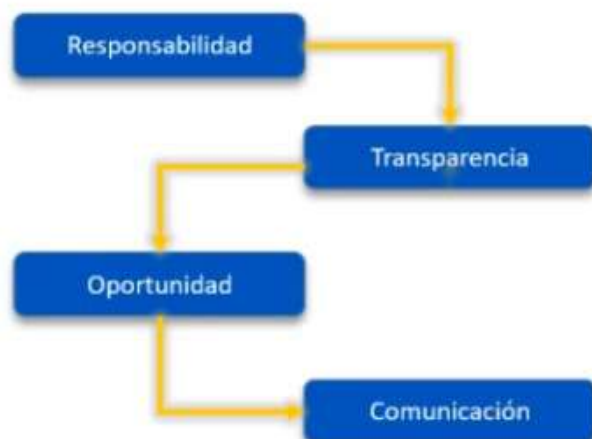 Responsabilidad
Transparencia
Oportunidad
Comunicación